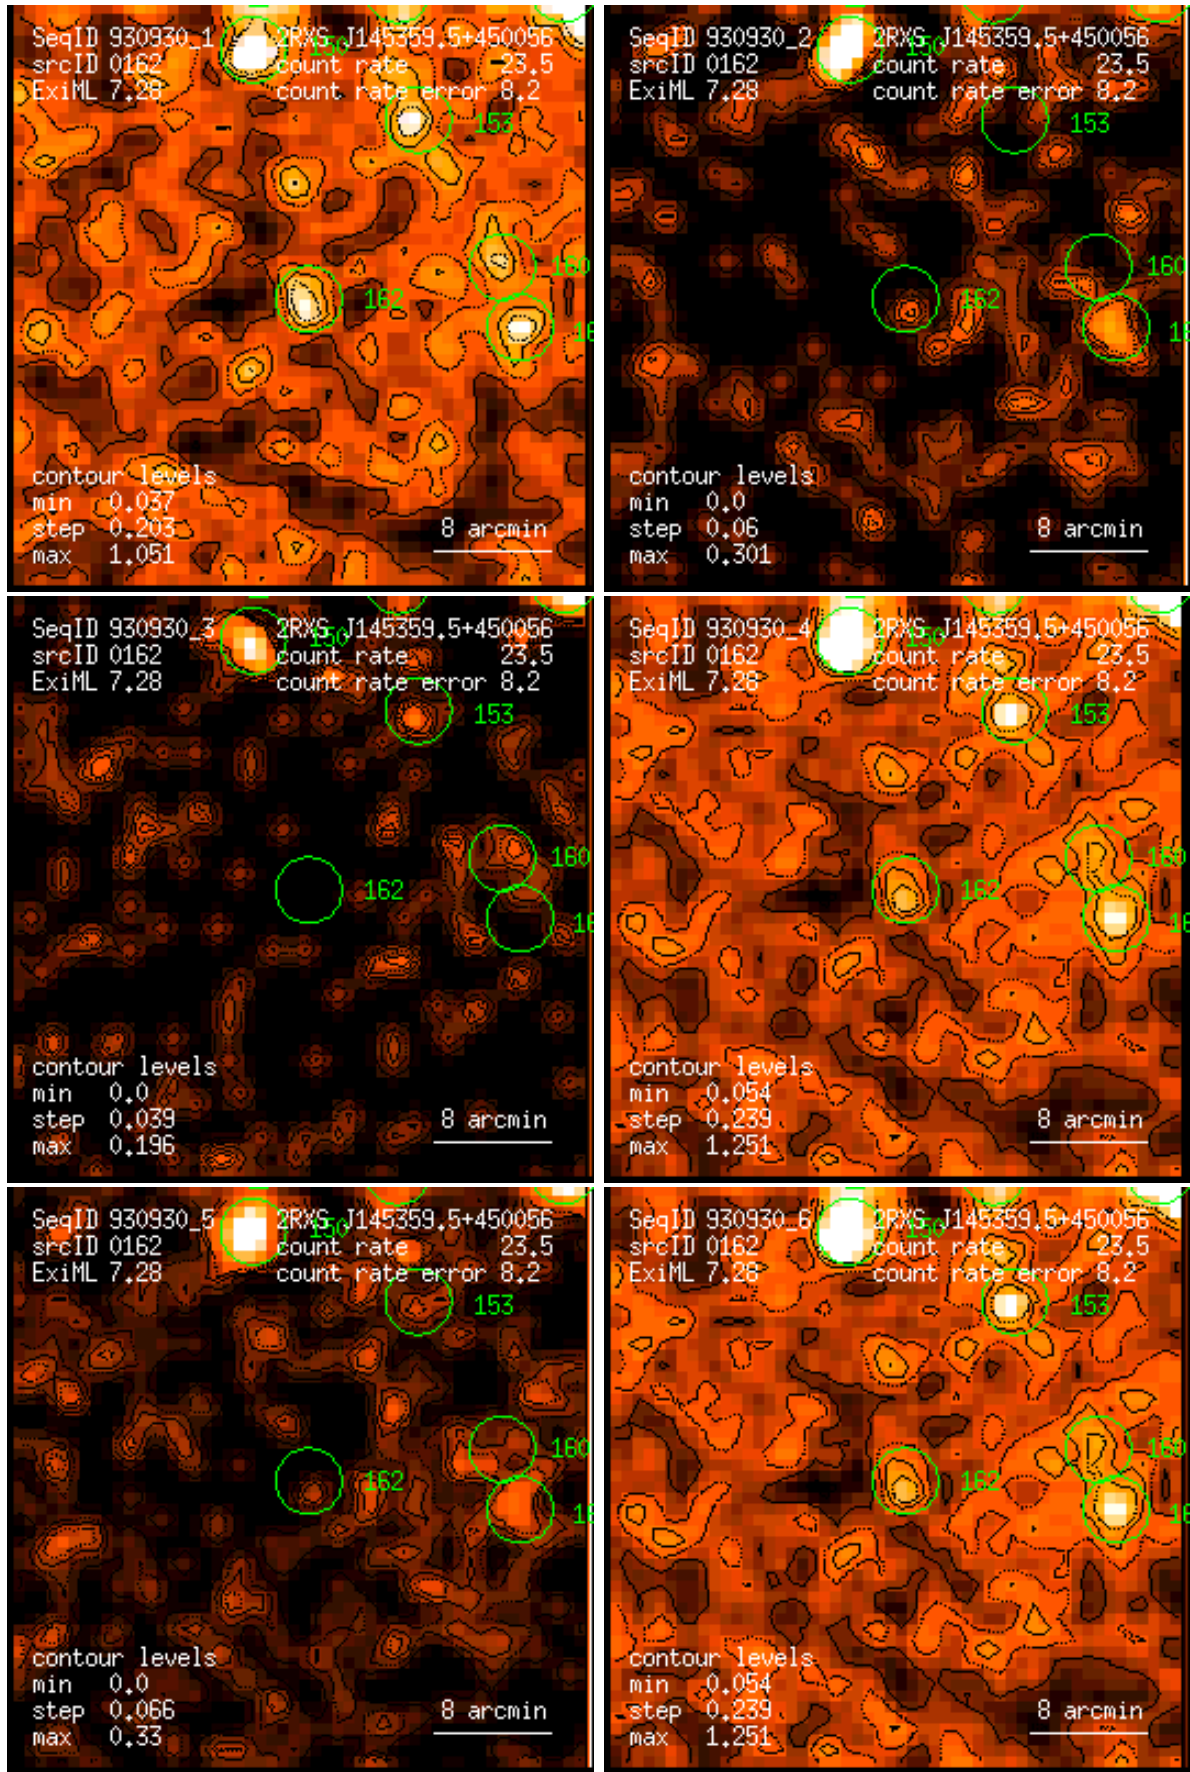 SeqID 930930_1 2RXS J145359.5+450056
150
srcID 0162 count rate 23.5
ExiML 7.28 count rate error 8.2
153
160
162
contour levels
min 0.037
step 0.203
max 1.051
8 arcmin
SeqID 930930_2 2RXS J145359.5+450056
150
srcID 0162 count rate 23.5
ExiML 7.28 count rate error 8.2
153
160
162
contour levels
min 0.0
step 0.06
max 0.301
8 arcmin
SeqID 930930_3 2RXS J145359.5+450056
150
srcID 0162 count rate 23.5
ExiML 7.28 count rate error 8.2
153
160
162
contour levels
min 0.0
step 0.039
max 0.196
8 arcmin
SeqID 930930_4 2RXS J145359.5+450056
150
srcID 0162 count rate 23.5
ExiML 7.28 count rate error 8.2
153
160
162
contour levels
min 0.054
step 0.239
max 1.251
8 arcmin
SeqID 930930_5 2RXS J145359.5+450056
150
srcID 0162 count rate 23.5
ExiML 7.28 count rate error 8.2
153
160
162
contour levels
min 0.0
step 0.066
max 0.33
8 arcmin
SeqID 930930_6 2RXS J145359.5+450056
150
srcID 0162 count rate 23.5
ExiML 7.28 count rate error 8.2
153
160
162
contour levels
min 0.054
step 0.239
max 1.251
8 arcmin